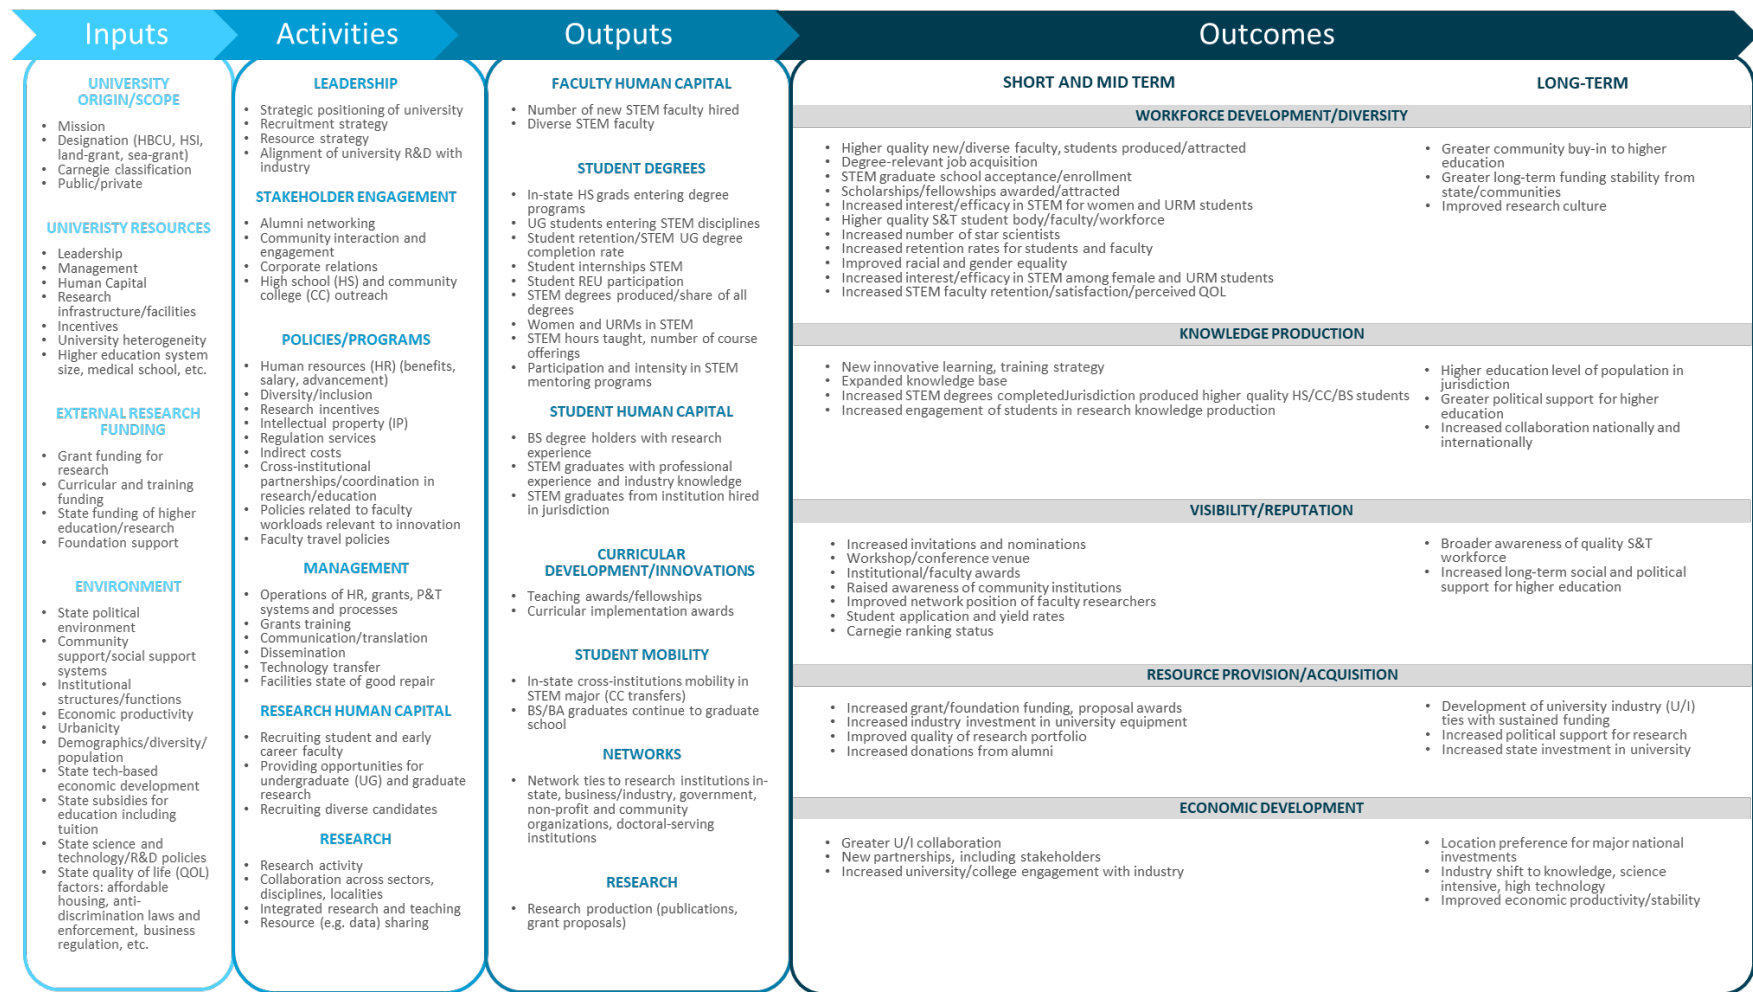 Inputs
Activities
Outputs
Outcomes
UNIVERSITY
ORIGIN/SCOPE
• Mission
• Designation (HBCU, HSI,
land-grant, sea-grant)
• Carnegie classification
• Public/private
UNIVERISTY RESOURCES
• Leadership
• Management
• Human Capital
• Research
infrastructure/facilities
• Incentives
• University heterogeneity
• Higher education system
size, medical school, etc.
EXTERNAL RESEARCH
FUNDING
• Grant funding for
research
• Curricular and training
funding
• State funding of higher
education/research
• Foundation support
ENVIRONMENT
• State political
environment
• Community
support/social support
systems
• Institutional
structures/functions
• Economic productivity
• Urbanicity
• Demographics/diversity/
population
• State tech-based
economic development
• State subsidies for
education including
tuition
• State science and
technology/R&D policies
• State quality of life (QOL)
factors: affordable
housing, anti-
discrimination laws and
enforcement, business
regulation, etc.
LEADERSHIP
• Strategic positioning of university
• Recruitment strategy
• Resource strategy
• Alignment of university R&D with
industry
STAKEHOLDER ENGAGEMENT
• Alumni networking
• Community interaction and
engagement
• Corporate relations
• High school (HS) and community
college (CC) outreach
POLICIES/PROGRAMS
• Human resources (HR) (benefits,
salary, advancement)
• Diversity/inclusion
• Research incentives
• Intellectual property (IP)
• Regulation services
• Indirect costs
• Cross-institutional
partnerships/coordination in
research/education
• Policies related to faculty
workloads relevant to innovation
• Faculty travel policies
MANAGEMENT
• Operations of HR, grants, P&T
systems and processes
• Grants training
• Communication/translation
• Dissemination
• Technology transfer
• Facilities state of good repair
RESEARCH HUMAN CAPITAL
• Recruiting student and early
career faculty
• Providing opportunities for
undergraduate (UG) and graduate
research
• Recruiting diverse candidates
RESEARCH
• Research activity
• Collaboration across sectors,
disciplines, localities
• Integrated research and teaching
• Resource (e.g. data) sharing
FACULTY HUMAN CAPITAL
• Number of new STEM faculty hired
• Diverse STEM faculty
STUDENT DEGREES
• In-state HS grads entering degree
programs
• UG students entering STEM disciplines
• Student retention/STEM UG degree
completion rate
• Student internships STEM
• Student REU participation
• STEM degrees produced/share of all
degrees
• Women and URMs in STEM
• STEM hours taught, number of course
offerings
• Participation and intensity in STEM
mentoring programs
STUDENT HUMAN CAPITAL
• BS degree holders with research
experience
• STEM graduates with professional
experience and industry knowledge
• STEM graduates from institution hired
in jurisdiction
CURRICULAR
DEVELOPMENT/INNOVATIONS
• Teaching awards/fellowships
• Curricular implementation awards
STUDENT MOBILITY
• In-state cross-institutions mobility in
STEM major (CC transfers)
• BS/BA graduates continue to graduate
school
NETWORKS
• Network ties to research institutions in-
state, business/industry, government,
non-profit and community
organizations, doctoral-serving
institutions
RESEARCH
• Research production (publications,
grant proposals)
SHORT AND MID TERM
LONG-TERM
WORKFORCE DEVELOPMENT/DIVERSITY
• Higher quality new/diverse faculty, students produced/attracted
• Degree-relevant job acquisition
• STEM graduate school acceptance/enrollment
• Scholarships/fellowships awarded/attracted
• Increased interest/efficacy in STEM for women and URM students
• Higher quality S&T student body/faculty/workforce
• Increased number of star scientists
• Increased retention rates for students and faculty
• Improved racial and gender equality
• Increased interest/efficacy in STEM among female and URM students
• Increased STEM faculty retention/satisfaction/perceived QOL
• Greater community buy-in to higher
education
• Greater long-term funding stability from
state/communities
• Improved research culture
KNOWLEDGE PRODUCTION
• New innovative learning, training strategy
• Expanded knowledge base
• Increased STEM degrees completedJurisdiction produced higher quality HS/CC/BS students
• Increased engagement of students in research knowledge production
• Higher education level of population in
jurisdiction
• Greater political support for higher
education
• Increased collaboration nationally and
internationally
VISIBILITY/REPUTATION
• Increased invitations and nominations
• Workshop/conference venue
• Institutional/faculty awards
• Raised awareness of community institutions
• Improved network position of faculty researchers
• Student application and yield rates
• Carnegie ranking status
• Broader awareness of quality S&T
workforce
• Increased long-term social and political
support for higher education
RESOURCE PROVISION/ACQUISITION
• Increased grant/foundation funding, proposal awards
• Increased industry investment in university equipment
• Improved quality of research portfolio
• Increased donations from alumni
• Development of university industry (U/I)
ties with sustained funding
• Increased political support for research
• Increased state investment in university
ECONOMIC DEVELOPMENT
• Greater U/I collaboration
• New partnerships, including stakeholders
• Increased university/college engagement with industry
• Location preference for major national
investments
• Industry shift to knowledge, science
intensive, high technology
• Improved economic productivity/stability